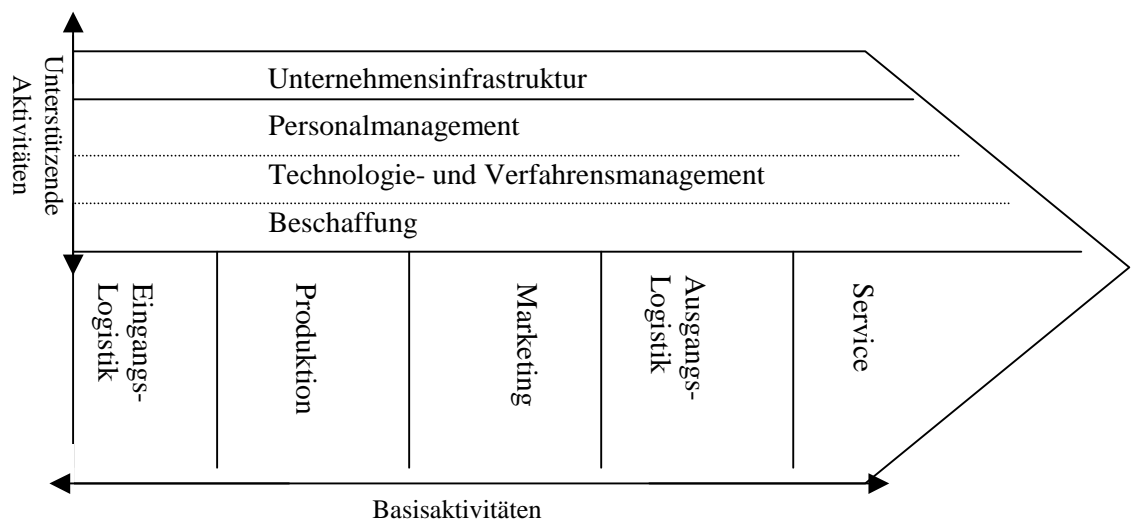 Unterstützende
Aktivitäten
Unternehmensinfrastruktur
Personalmanagement
Technologie- und Verfahrensmanagement
Beschaffung
Eingangs-
Logistik
Produktion
Marketing
Ausgangs-
Logistik
Service
Basisaktivitäten